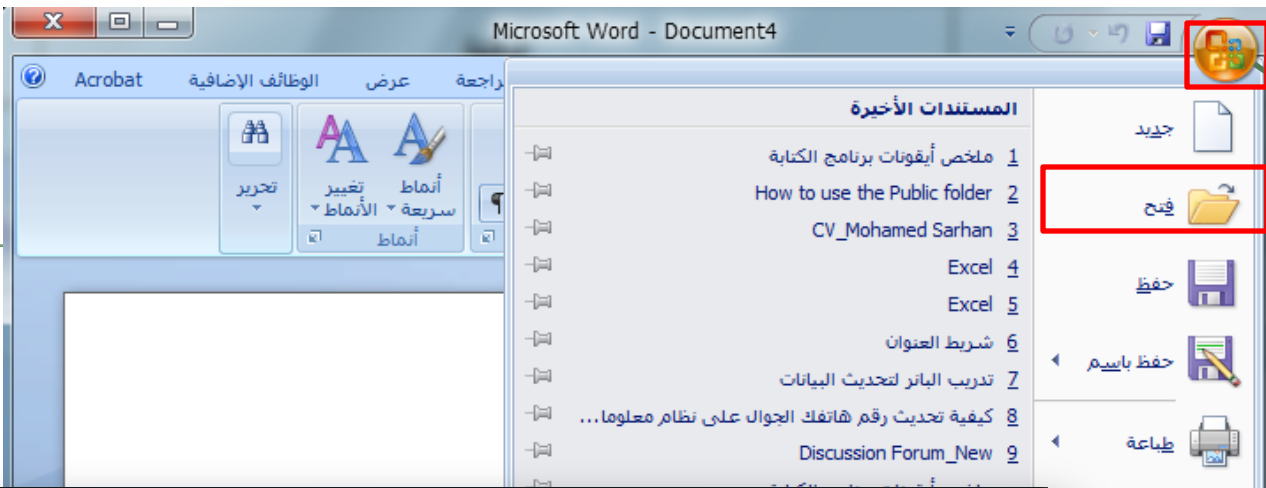 Microsoft Word - Document4
Acrobat
الوظائف الإضافية
عرض
راجعة
المستندات الأخيرة
1 ملخص أيقونات برنامج الكتابة
2 How to use the Public folder
3 CV_Mohamed Sarhan
4 Excel
5 Excel
6 شريط العنوان
7 تدريب البانر لتحديث البيانات
8 كيفية تحديث رقم هاتفك الجوال على نظام معلوما...
9 Discussion Forum_New
جديد
فتح
حفظ
حفظ باسم
طباعة
أنماط سريعة
تغيير الأنماط
تحرير
أنماط